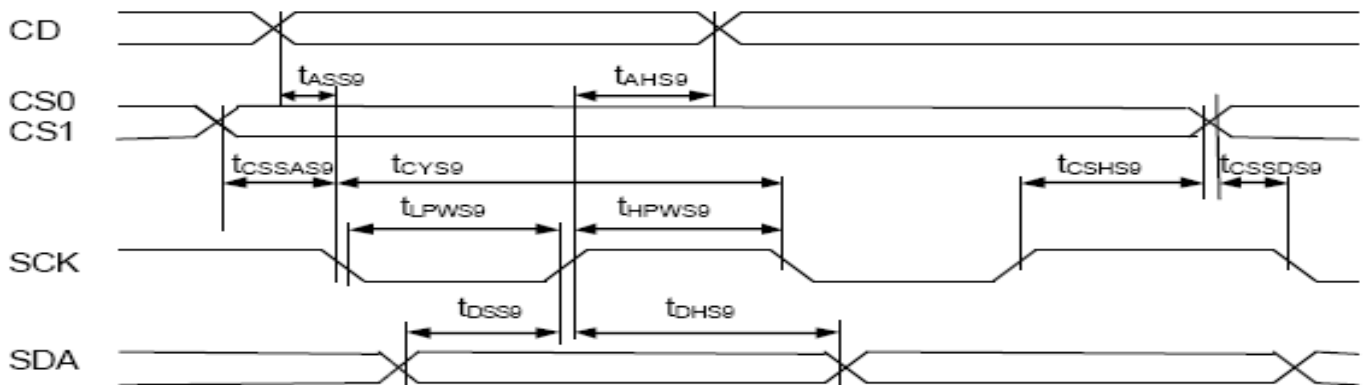 CD
tASS9 tAHS9
CS0
CS1
tCSSAS9 tCYS9 tCSHS9 tCSSDS9
tLPWS9 tHPWS9
SCK
tDSS9 tDHS9
SDA